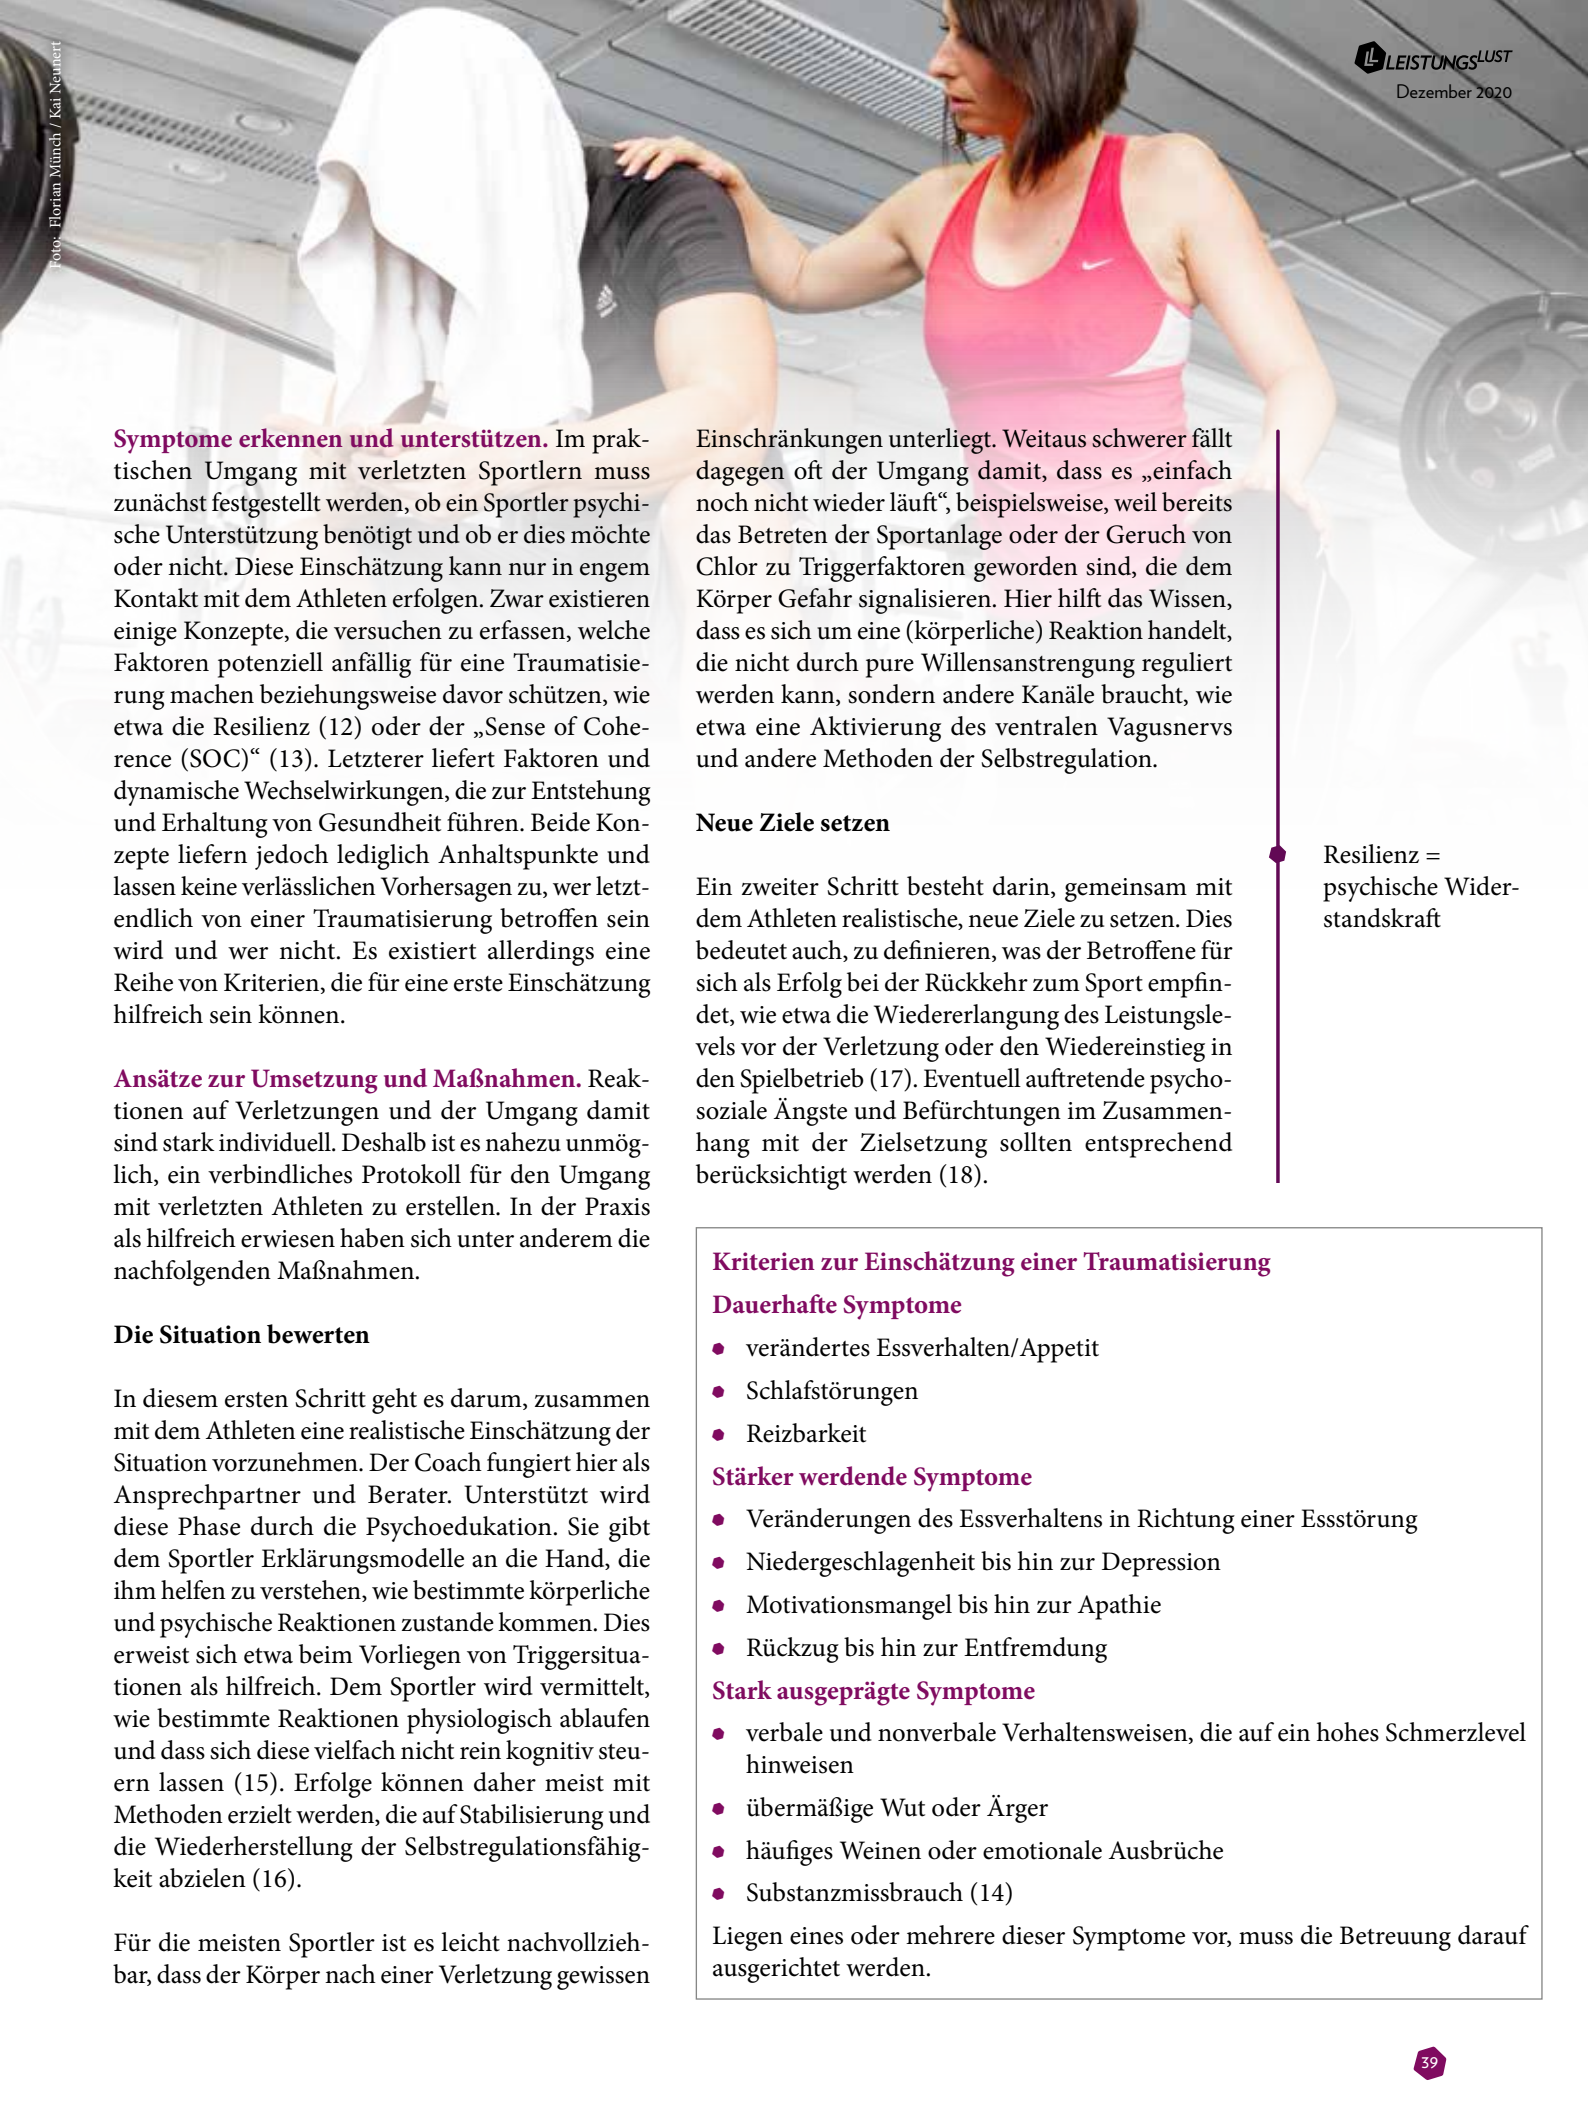 Foto: Florian Münch / Kai Neunert
LEISTUNGSLUST
Dezember 2020
Symptome erkennen und unterstützen. Im prak-
tischen Umgang mit verletzten Sportlern muss
zunächst festgestellt werden, ob ein Sportler psychi-
sche Unterstützung benötigt und ob er dies möchte
oder nicht. Diese Einschätzung kann nur in engem
Kontakt mit dem Athleten erfolgen. Zwar existieren
einige Konzepte, die versuchen zu erfassen, welche
Faktoren potenziell anfällig für eine Traumatisie-
rung machen beziehungsweise davor schützen, wie
etwa die Resilienz (12) oder der „Sense of Cohe-
rence (SOC)“ (13). Letzterer liefert Faktoren und
dynamische Wechselwirkungen, die zur Entstehung
und Erhaltung von Gesundheit führen. Beide Kon-
zepte liefern jedoch lediglich Anhaltspunkte und
lassen keine verlässlichen Vorhersagen zu, wer letzt-
endlich von einer Traumatisierung betroffen sein
wird und wer nicht. Es existiert allerdings eine
Reihe von Kriterien, die für eine erste Einschätzung
hilfreich sein können.
Ansätze zur Umsetzung und Maßnahmen. Reak-
tionen auf Verletzungen und der Umgang damit
sind stark individuell. Deshalb ist es nahezu unmög-
lich, ein verbindliches Protokoll für den Umgang
mit verletzten Athleten zu erstellen. In der Praxis
als hilfreich erwiesen haben sich unter anderem die
nachfolgenden Maßnahmen.
Die Situation bewerten
In diesem ersten Schritt geht es darum, zusammen
mit dem Athleten eine realistische Einschätzung der
Situation vorzunehmen. Der Coach fungiert hier als
Ansprechpartner und Berater. Unterstützt wird
diese Phase durch die Psychoedukation. Sie gibt
dem Sportler Erklärungsmodelle an die Hand, die
ihm helfen zu verstehen, wie bestimmte körperliche
und psychische Reaktionen zustande kommen. Dies
erweist sich etwa beim Vorliegen von Triggersitua-
tionen als hilfreich. Dem Sportler wird vermittelt,
wie bestimmte Reaktionen physiologisch ablaufen
und dass sich diese vielfach nicht rein kognitiv steu-
ern lassen (15). Erfolge können daher meist mit
Methoden erzielt werden, die auf Stabilisierung und
die Wiederherstellung der Selbstregulationsfähig-
keit abzielen (16).
Für die meisten Sportler ist es leicht nachvollzieh-
bar, dass der Körper nach einer Verletzung gewissen
Einschränkungen unterliegt. Weitaus schwerer fällt
dagegen oft der Umgang damit, dass es „einfach
noch nicht wieder läuft“, beispielsweise, weil bereits
das Betreten der Sportanlage oder der Geruch von
Chlor zu Triggerfaktoren geworden sind, die dem
Körper Gefahr signalisieren. Hier hilft das Wissen,
dass es sich um eine (körperliche) Reaktion handelt,
die nicht durch pure Willensanstrengung reguliert
werden kann, sondern andere Kanäle braucht, wie
etwa eine Aktivierung des ventralen Vagusnervs
und andere Methoden der Selbstregulation.
Neue Ziele setzen
Ein zweiter Schritt besteht darin, gemeinsam mit
dem Athleten realistische, neue Ziele zu setzen. Dies
bedeutet auch, zu definieren, was der Betroffene für
sich als Erfolg bei der Rückkehr zum Sport empfin-
det, wie etwa die Wiedererlangung des Leistungsle-
vels vor der Verletzung oder den Wiedereinstieg in
den Spielbetrieb (17). Eventuell auftretende psycho-
soziale Ängste und Befürchtungen im Zusammen-
hang mit der Zielsetzung sollten entsprechend
berücksichtigt werden (18).
Resilienz =
psychische Wider-
standskraft
Kriterien zur Einschätzung einer Traumatisierung
Dauerhafte Symptome
verändertes Essverhalten/Appetit
Schlafstörungen
Reizbarkeit
Stärker werdende Symptome
Veränderungen des Essverhaltens in Richtung einer Essstörung
Niedergeschlagenheit bis hin zur Depression
Motivationsmangel bis hin zur Apathie
Rückzug bis hin zur Entfremdung
Stark ausgeprägte Symptome
verbale und nonverbale Verhaltensweisen, die auf ein hohes Schmerzlevel
hinweisen
übermäßige Wut oder Ärger
häufiges Weinen oder emotionale Ausbrüche
Substanzmissbrauch (14)
Liegen eines oder mehrere dieser Symptome vor, muss die Betreuung darauf
ausgerichtet werden.
39